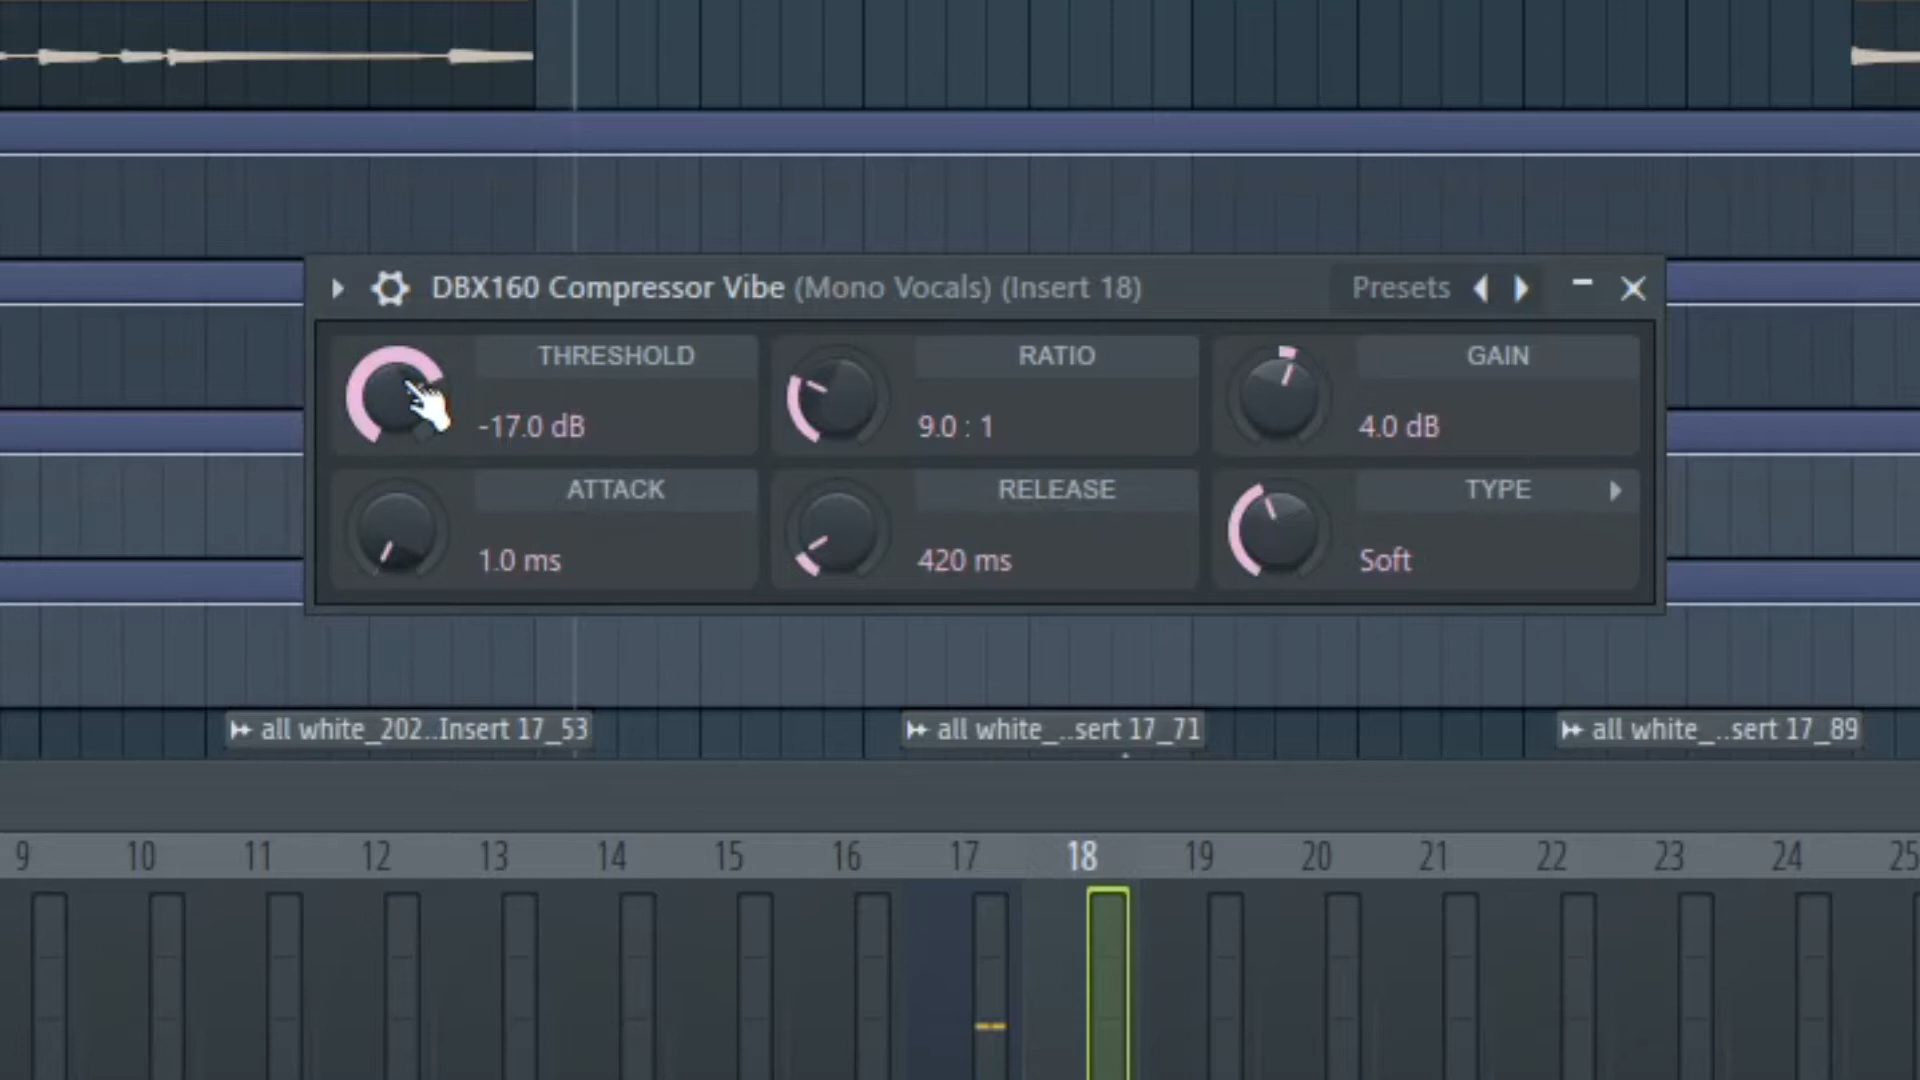 DBX160 Compressor Vibe (Mono Vocals) (Insert 18) Presets
THRESHOLD RATIO GAIN
-17.0 dB 9.0 : 1 4.0 dB
ATTACK RELEASE TYPE
1.0 ms 420 ms Soft
all white_202..Insert 17_53 all white_..sert 17_71 all white_..sert 17_89
9 10 11 12 13 14 15 16 17 18 19 20 21 22 23 24 25